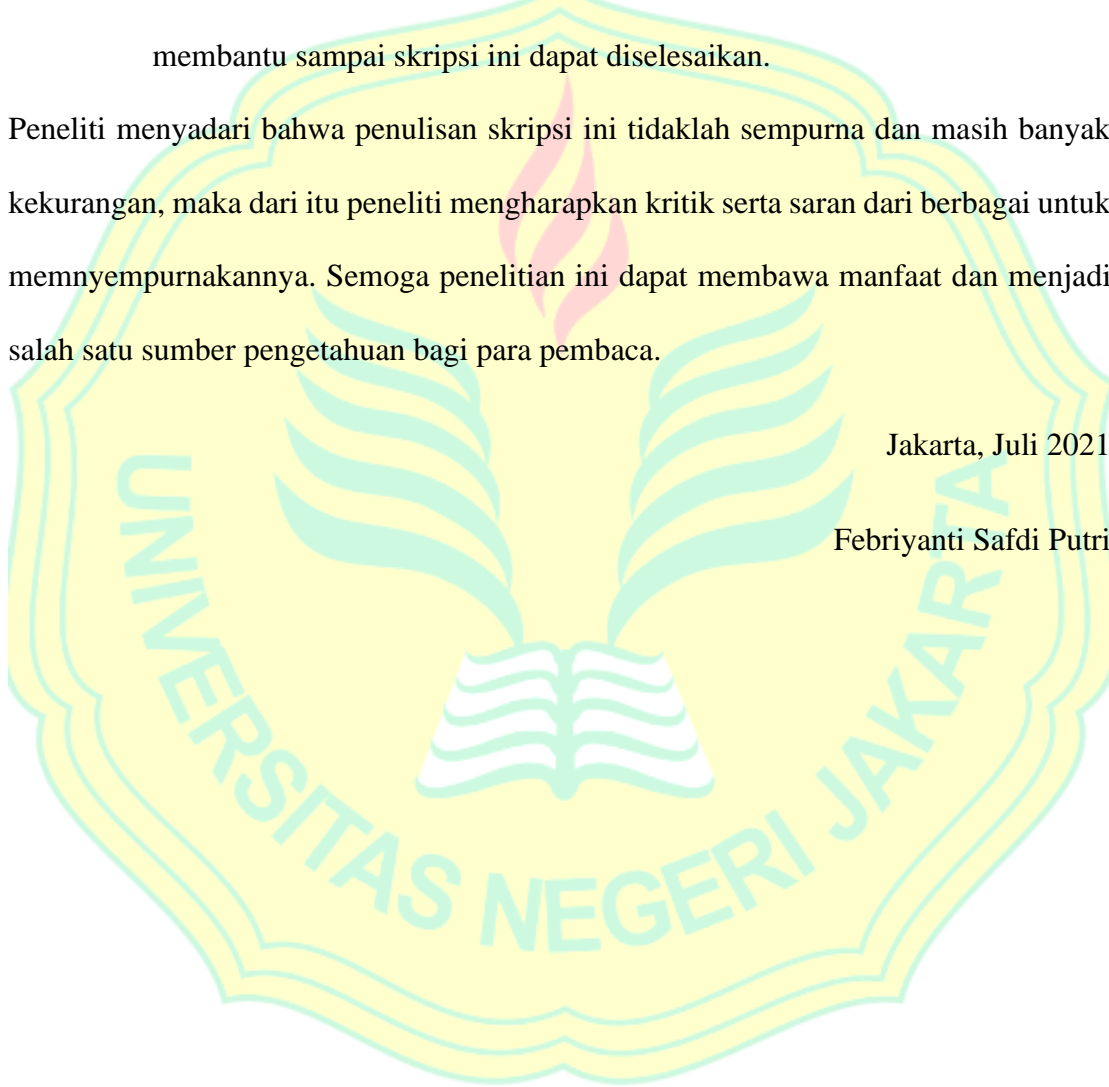 membantu sampai skripsi ini dapat diselesaikan.
Peneliti menyadari bahwa penulisan skripsi ini tidaklah sempurna dan masih banyak
kekurangan, maka dari itu peneliti mengharapkan kritik serta saran dari berbagai untuk
memnyempurnakannya. Semoga penelitian ini dapat membawa manfaat dan menjadi
salah satu sumber pengetahuan bagi para pembaca.
Jakarta, Juli 2021
Febriyanti Safdi Putri
UNIVERSITAS NEGERI JAKARTA